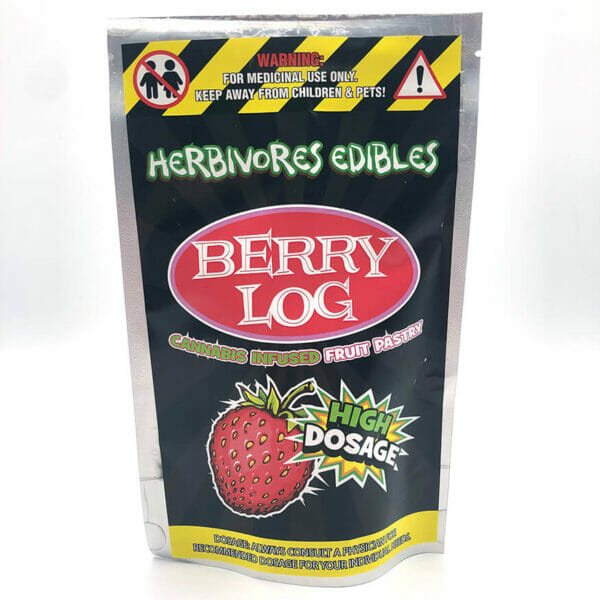 WARNING:
FOR MEDICINAL USE ONLY.
KEEP AWAY FROM CHILDREN & PETS!
HERBIVORES EDIBLES
BERRY
LOG
CANNABIS INFUSED FRUIT PASTRY
HIGH
DOSAGE
DOSAGE: ALWAYS CONSULT A PHYSICIAN FOR
RECOMMENDED DOSAGE FOR YOUR INDIVIDUAL NEEDS.